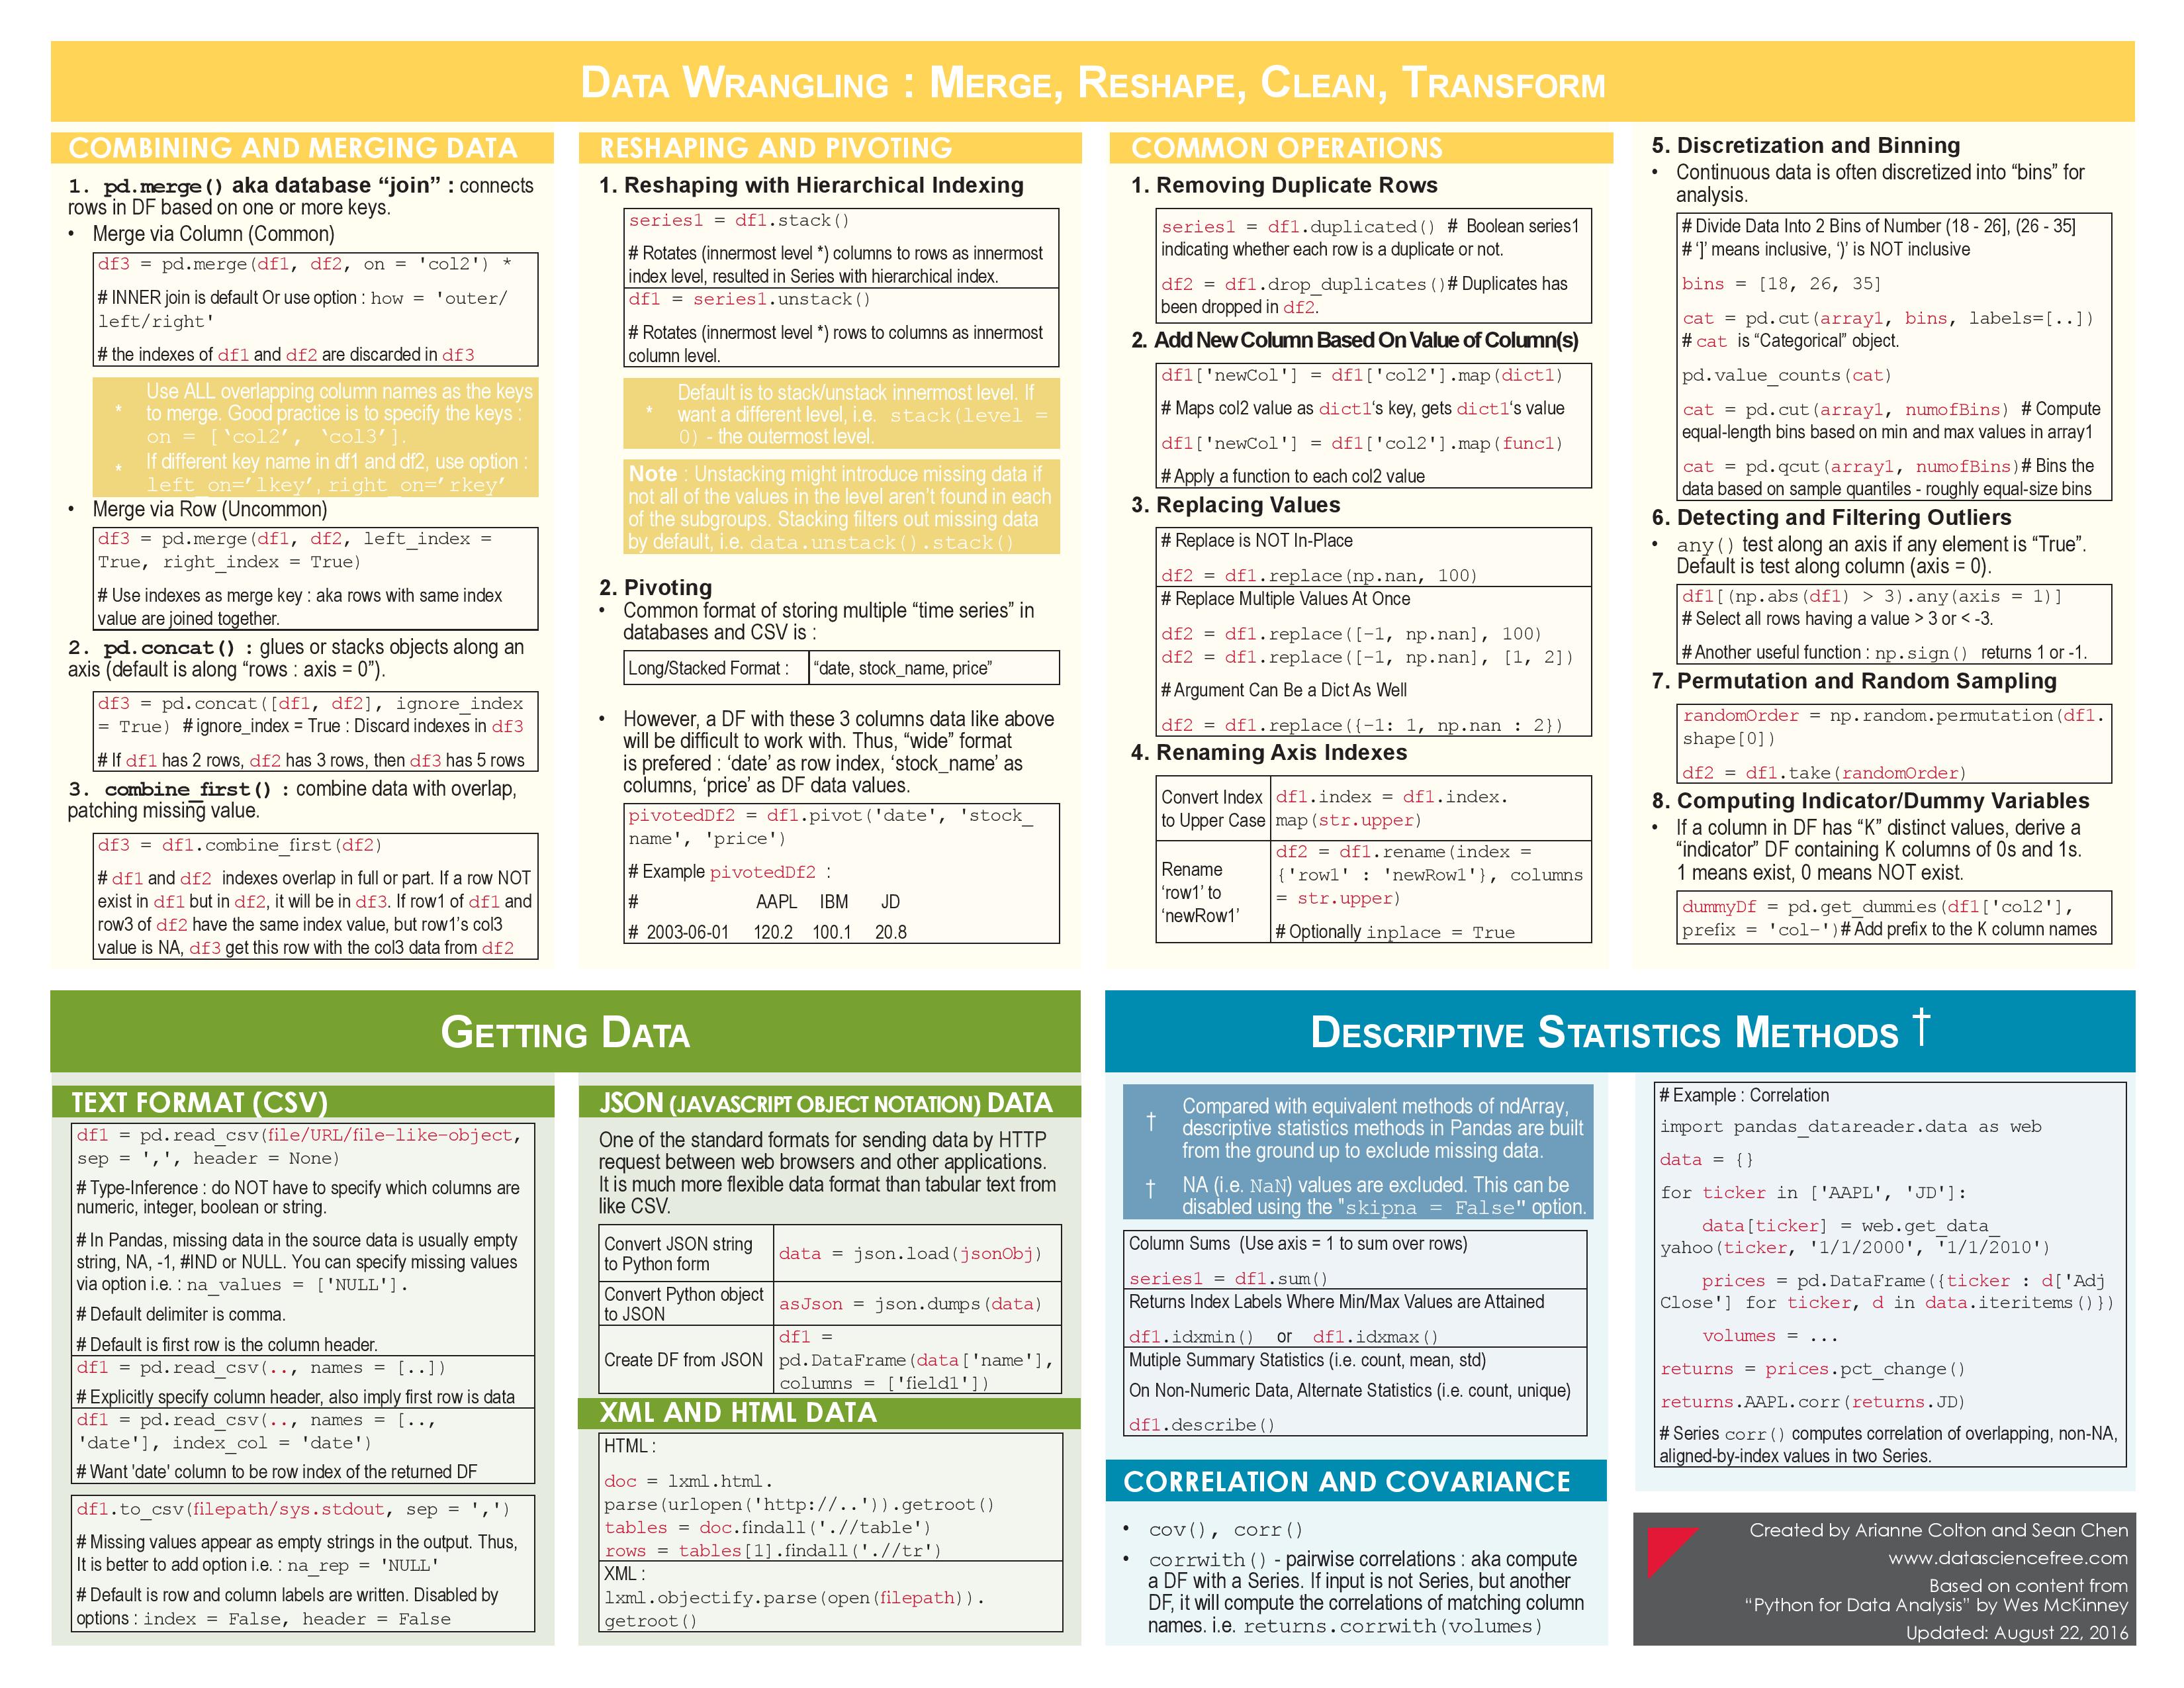 DATA WRANGLING : MERGE, RESHAPE, CLEAN, TRANSFORM
COMBINING AND MERGING DATA
1. pd.merge() aka database “join” : connects
rows in DF based on one or more keys.
• Merge via Column (Common)
df3 = pd.merge(df1, df2, on = 'col2') *
# INNER join is default Or use option : how = 'outer/
left/right'
# the indexes of df1 and df2 are discarded in df3
* Use ALL overlapping column names as the keys
to merge. Good practice is to specify the keys :
on = [‘col2’, ‘col3’].
* If different key name in df1 and df2, use option :
left_on=’lkey’, right_on=’rkey’
• Merge via Row (Uncommon)
df3 = pd.merge(df1, df2, left_index =
True, right_index = True)
# Use indexes as merge key : aka rows with same index
value are joined together.
2. pd.concat() : glues or stacks objects along an
axis (default is along “rows : axis = 0”).
df3 = pd.concat([df1, df2], ignore_index
= True) # ignore_index = True : Discard indexes in df3
# If df1 has 2 rows, df2 has 3 rows, then df3 has 5 rows
3. combine_first() : combine data with overlap,
patching missing value.
df3 = df1.combine_first(df2)
# df1 and df2 indexes overlap in full or part. If a row NOT
exist in df1 but in df2, it will be in df3. If row1 of df1 and
row3 of df2 have the same index value, but row1’s col3
value is NA, df3 get this row with the col3 data from df2
RESHAPING AND PIVOTING
1. Reshaping with Hierarchical Indexing
series1 = df1.stack()
# Rotates (innermost level *) columns to rows as innermost
index level, resulted in Series with hierarchical index.
df1 = series1.unstack()
# Rotates (innermost level *) rows to columns as innermost
column level.
* Default is to stack/unstack innermost level. If
want a different level, i.e. stack(level =
0) - the outermost level.
Note : Unstacking might introduce missing data if
not all of the values in the level aren’t found in each
of the subgroups. Stacking filters out missing data
by default, i.e. data.unstack().stack()
2. Pivoting
• Common format of storing multiple “time series” in
databases and CSV is :
Long/Stacked Format : “date, stock_name, price”
• However, a DF with these 3 columns data like above
will be difficult to work with. Thus, “wide” format
is prefered : ‘date’ as row index, ‘stock_name’ as
columns, ‘price’ as DF data values.
pivotedDf2 = df1.pivot('date', 'stock_
name', 'price')
# Example pivotedDf2 :
# AAPL IBM JD
# 2003-06-01 120.2 100.1 20.8
COMMON OPERATIONS
1. Removing Duplicate Rows
series1 = df1.duplicated() # Boolean series1
indicating whether each row is a duplicate or not.
df2 = df1.drop_duplicates()# Duplicates has
been dropped in df2.
2. Add New Column Based On Value of Column(s)
df1['newCol'] = df1['col2'].map(dict1)
# Maps col2 value as dict1‘s key, gets dict1‘s value
df1['newCol'] = df1['col2'].map(func1)
# Apply a function to each col2 value
3. Replacing Values
# Replace is NOT In-Place
df2 = df1.replace(np.nan, 100)
# Replace Multiple Values At Once
df2 = df1.replace([-1, np.nan], 100)
df2 = df1.replace([-1, np.nan], [1, 2])
# Argument Can Be a Dict As Well
df2 = df1.replace({-1: 1, np.nan : 2})
4. Renaming Axis Indexes
Convert Index
to Upper Case
df1.index = df1.index.
map(str.upper)
Rename
‘row1’ to
‘newRow1’
df2 = df1.rename(index =
{'row1' : 'newRow1'}, columns
= str.upper)
# Optionally inplace = True
5. Discretization and Binning
• Continuous data is often discretized into “bins” for
analysis.
# Divide Data Into 2 Bins of Number (18 - 26], (26 - 35]
# ‘]’ means inclusive, ‘)’ is NOT inclusive
bins = [18, 26, 35]
cat = pd.cut(array1, bins, labels=[..])
# cat is “Categorical” object.
pd.value_counts(cat)
cat = pd.cut(array1, numofBins) # Compute
equal-length bins based on min and max values in array1
cat = pd.qcut(array1, numofBins)# Bins the
data based on sample quantiles - roughly equal-size bins
6. Detecting and Filtering Outliers
• any() test along an axis if any element is “True”.
Default is test along column (axis = 0).
df1[(np.abs(df1) > 3).any(axis = 1)]
# Select all rows having a value > 3 or < -3.
# Another useful function : np.sign() returns 1 or -1.
7. Permutation and Random Sampling
randomOrder = np.random.permutation(df1.
shape[0])
df2 = df1.take(randomOrder)
8. Computing Indicator/Dummy Variables
• If a column in DF has “K” distinct values, derive a
“indicator” DF containing K columns of 0s and 1s.
1 means exist, 0 means NOT exist.
dummyDf = pd.get_dummies(df1['col2'],
prefix = 'col-')# Add prefix to the K column names
GETTING DATA
TEXT FORMAT (CSV)
df1 = pd.read_csv(file/URL/file-like-object,
sep = ',', header = None)
# Type-Inference : do NOT have to specify which columns are
numeric, integer, boolean or string.
# In Pandas, missing data in the source data is usually empty
string, NA, -1, #IND or NULL. You can specify missing values
via option i.e. : na_values = ['NULL'].
# Default delimiter is comma.
# Default is first row is the column header.
df1 = pd.read_csv(.., names = [..])
# Explicitly specify column header, also imply first row is data
df1 = pd.read_csv(.., names = [..,
'date'], index_col = 'date')
# Want 'date' column to be row index of the returned DF
df1.to_csv(filepath/sys.stdout, sep = ',')
# Missing values appear as empty strings in the output. Thus,
It is better to add option i.e. : na_rep = 'NULL'
# Default is row and column labels are written. Disabled by
options : index = False, header = False
JSON (JAVASCRIPT OBJECT NOTATION) DATA
One of the standard formats for sending data by HTTP
request between web browsers and other applications.
It is much more flexible data format than tabular text from
like CSV.
Convert JSON string
to Python form
data = json.load(jsonObj)
Convert Python object
to JSON
asJson = json.dumps(data)
Create DF from JSON
df1 =
pd.DataFrame(data['name'],
columns = ['field1'])
XML AND HTML DATA
HTML :
doc = lxml.html.
parse(urlopen('http://..')).getroot()
tables = doc.findall('.//table')
rows = tables[1].findall('.//tr')
XML :
lxml.objectify.parse(open(filepath)).
getroot()
DESCRIPTIVE STATISTICS METHODS †
† Compared with equivalent methods of ndArray,
descriptive statistics methods in Pandas are built
from the ground up to exclude missing data.
† NA (i.e. NaN) values are excluded. This can be
disabled using the "skipna = False" option.
Column Sums (Use axis = 1 to sum over rows)
series1 = df1.sum()
Returns Index Labels Where Min/Max Values are Attained
df1.idxmin() or df1.idxmax()
Mutiple Summary Statistics (i.e. count, mean, std)
On Non-Numeric Data, Alternate Statistics (i.e. count, unique)
df1.describe()
CORRELATION AND COVARIANCE
• cov(), corr()
• corrwith() - pairwise correlations : aka compute
a DF with a Series. If input is not Series, but another
DF, it will compute the correlations of matching column
names. i.e. returns.corrwith(volumes)
# Example : Correlation
import pandas_datareader.data as web
data = {}
for ticker in ['AAPL', 'JD']:
data[ticker] = web.get_data_
yahoo(ticker, '1/1/2000', '1/1/2010')
prices = pd.DataFrame({ticker : d['Adj
Close'] for ticker, d in data.iteritems()})
volumes = ...
returns = prices.pct_change()
returns.AAPL.corr(returns.JD)
# Series corr() computes correlation of overlapping, non-NA,
aligned-by-index values in two Series.
Created by Arianne Colton and Sean Chen
www.datasciencefree.com
Based on content from
“Python for Data Analysis” by Wes McKinney
Updated: August 22, 2016